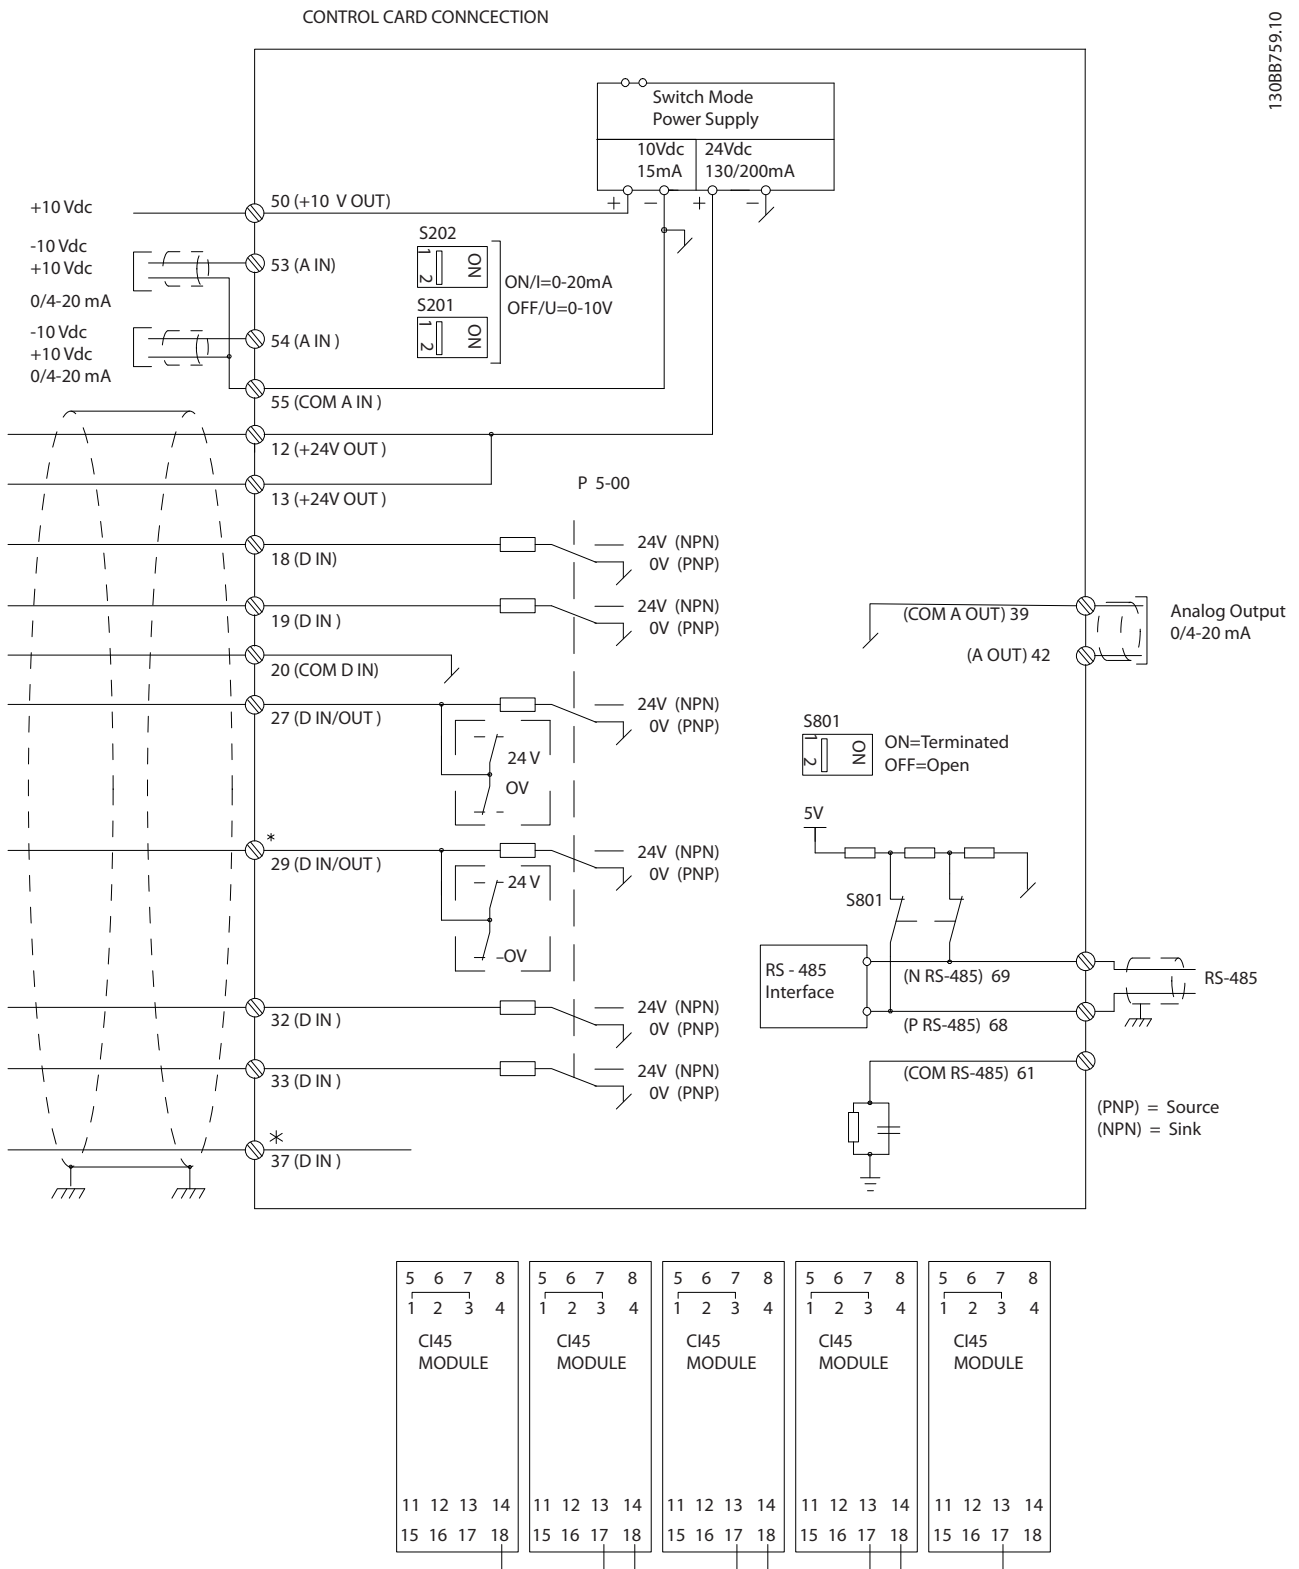 CONTROL CARD CONNCECTION
130BB759.10
Switch Mode
Power Supply
10Vdc
15mA
24Vdc
130/200mA
+ − + −
+10 Vdc
50 (+10 V OUT)
-10 Vdc
+10 Vdc
0/4-20 mA
53 (A IN)
S202
1 2 ON
S201
1 2 ON
ON/I=0-20mA
OFF/U=0-10V
-10 Vdc
+10 Vdc
0/4-20 mA
54 (A IN )
55 (COM A IN )
12 (+24V OUT )
13 (+24V OUT )
P 5-00
18 (D IN)
24V (NPN)
0V (PNP)
19 (D IN )
24V (NPN)
0V (PNP)
20 (COM D IN)
27 (D IN/OUT )
24V (NPN)
0V (PNP)
24 V
OV
*
29 (D IN/OUT )
24V (NPN)
0V (PNP)
24 V
OV
32 (D IN )
24V (NPN)
0V (PNP)
33 (D IN )
24V (NPN)
0V (PNP)
*
37 (D IN )
(COM A OUT) 39
(A OUT) 42
Analog Output
0/4-20 mA
S801
1 2 ON
ON=Terminated
OFF=Open
5V
S801
RS - 485
Interface
(N RS-485) 69
(P RS-485) 68
RS-485
(COM RS-485) 61
(PNP) = Source
(NPN) = Sink
5 6 7 8
1 2 3 4
CI45
MODULE
11 12 13 14
15 16 17 18
5 6 7 8
1 2 3 4
CI45
MODULE
11 12 13 14
15 16 17 18
5 6 7 8
1 2 3 4
CI45
MODULE
11 12 13 14
15 16 17 18
5 6 7 8
1 2 3 4
CI45
MODULE
11 12 13 14
15 16 17 18
5 6 7 8
1 2 3 4
CI45
MODULE
11 12 13 14
15 16 17 18